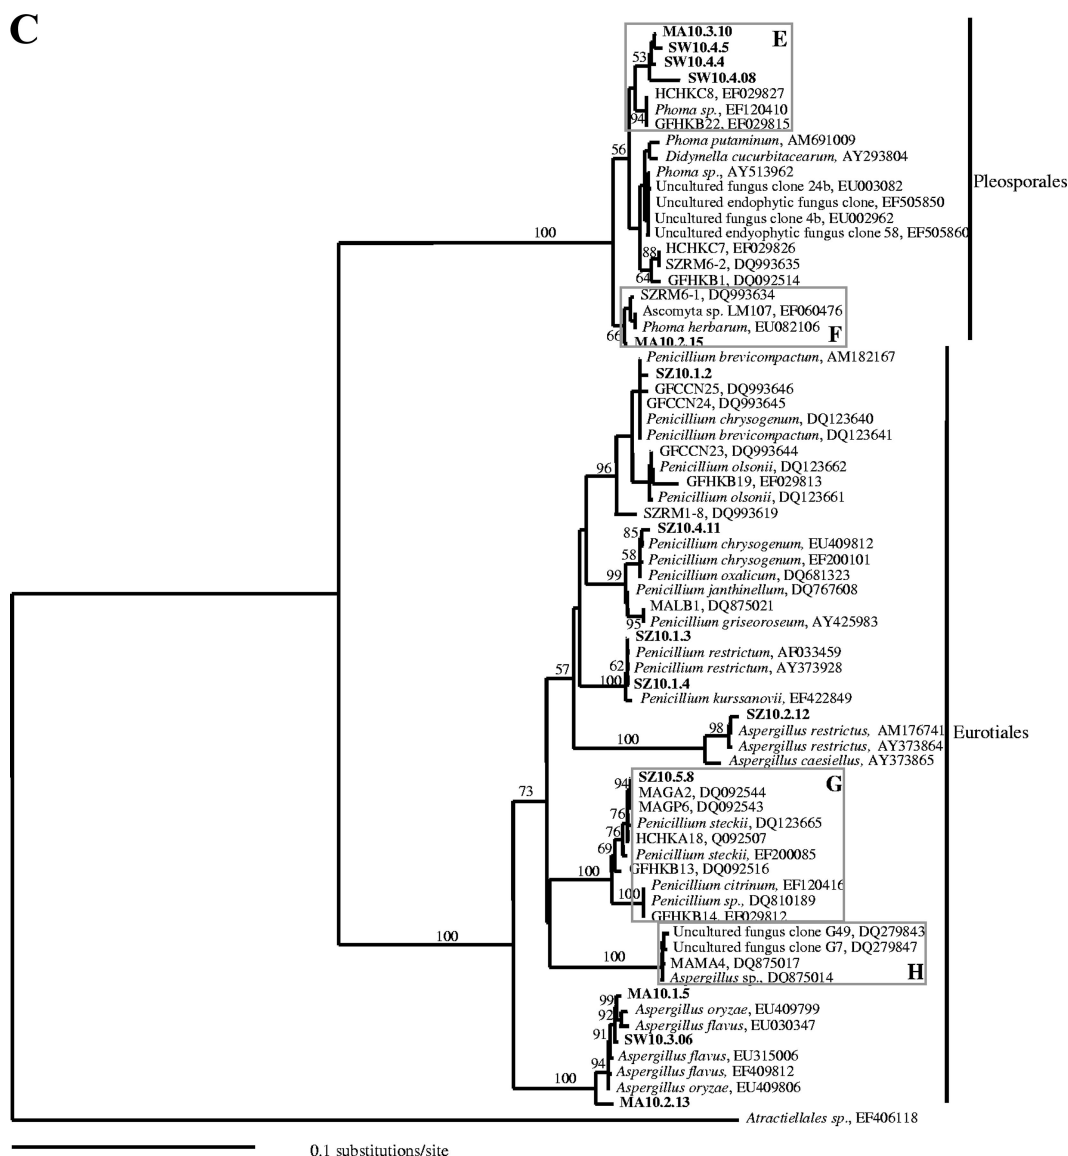 C
MA10.3.10
E
SW10.4.5
53
SW10.4.4
SW10.4.08
HCHKC8, EF029827
Phoma sp., EF120410
94
GFHKB22, EF029815
Phoma putaminum, AM691009
56
Didymella cucurbitacearum, AY293804
Phoma sp., AY513962
Pleosporales
Uncultured fungus clone 24b, EU003082
Uncultured endophytic fungus clone, EF505850
Uncultured fungus clone 4b, EU002962
100
Uncultured endyophytic fungus clone 58, EF505860
HCHKC7, EF029826
88
SZRM6-2, DQ993635
64
GFHKB1, DQ092514
SZRM6-1, DQ993634
Ascomyta sp. LM107, EF060476
Phoma herbarum, EU082106
F
66
MA10.2.15
Penicillium brevicompactum, AM182167
SZ10.1.2
GFCCN25, DQ993646
GFCCN24, DQ993645
Penicillium chrysogenum, DQ123640
Penicillium brevicompactum, DQ123641
GFCCN23, DQ993644
96
Penicillium olsonii, DQ123662
GFHKB19, EF029813
Penicillium olsonii, DQ123661
SZRM1-8, DQ993619
SZ10.4.11
85
Penicillium chrysogenum, EU409812
58
Penicillium chrysogenum, EF200101
99
Penicillium oxalicum, DQ681323
Penicillium janthinellum, DQ767608
MALB1, DQ875021
95
Penicillium griseoroseum, AY425983
SZ10.1.3
Penicillium restrictum, AF033459
62
Penicillium restrictum, AY373928
57
100
SZ10.1.4
Penicillium kurssanovii, EF422849
SZ10.2.12
98
Aspergillus restrictus, AM176741
Eurotiales
100
Aspergillus restrictus, AY373864
Aspergillus caesiellus, AY373865
SZ10.5.8
G
94
MAGA2, DQ092544
73
MAGP6, DQ092543
76
Penicillium steckii, DQ123665
76
HCHKA18, Q092507
69
Penicillium steckii, EF200085
100
GFHKB13, DQ092516
Penicillium citrinum, EF120416
100
Penicillium sp., DQ810189
GFHKB14, EF029812
100
Uncultured fungus clone G49, DQ279843
Uncultured fungus clone G7, DQ279847
100
MAMA4, DQ875017
H
Aspergillus sp., DQ875014
MA10.1.5
99
Aspergillus oryzae, EU409799
92
Aspergillus flavus, EU030347
91
SW10.3.06
Aspergillus flavus, EU315006
94
Aspergillus flavus, EF409812
100
Aspergillus oryzae, EU409806
MA10.2.13
Atractiellales sp., EF406118
0.1 substitutions/site